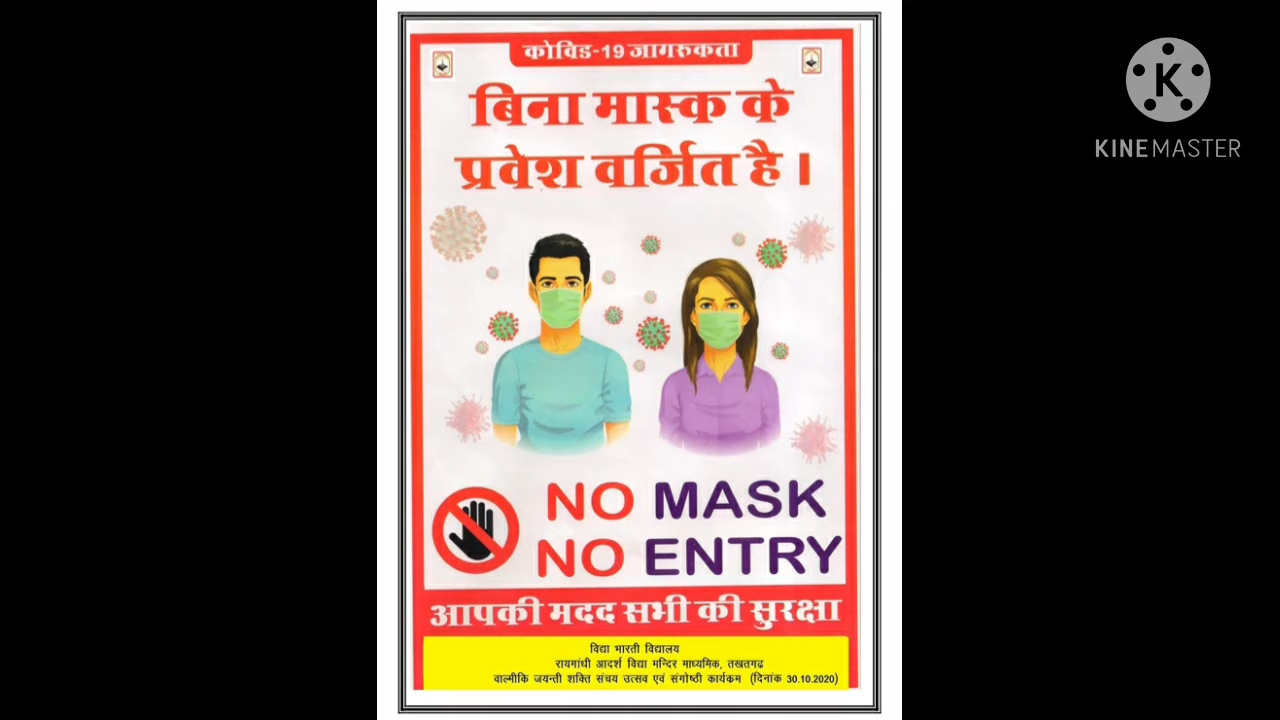 कोविड-19 जागरुकता
बिना मास्क के
प्रवेश वर्जित है ।
NO MASK
NO ENTRY
आपकी मदद सभी की सुरक्षा
विद्या भारती विद्यालय
रायगांधी आदर्श विद्या मन्दिर माध्यमिक, तखतगढ
वाल्मीकि जयन्ती शक्ति संचय उत्सव एवं संगोष्ठी कार्यक्रम (दिनांक 30.10.2020)
K
KINEMASTER